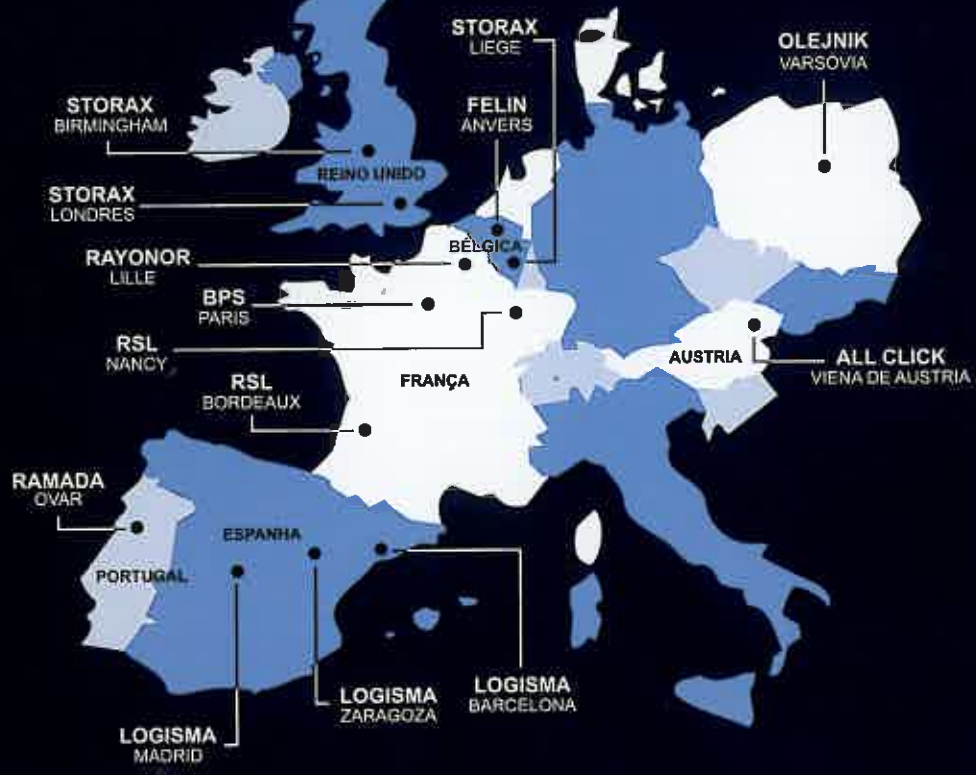 STORAX
LIEGE
OLEJNIK
VARSOVIA
STORAX
BIRMINGHAM
FELIN
ANVERS
REINO UNIDO
STORAX
LONDRES
BÉLGICA
RAYONOR
LILLE
BPS
PARIS
RSL
NANCY
AUSTRIA
ALL CLICK
VIENA DE AUSTRIA
FRANÇA
RSL
BORDEAUX
RAMADA
OVAR
ESPANHA
PORTUGAL
LOGISMA
BARCELONA
LOGISMA
ZARAGOZA
LOGISMA
MADRID